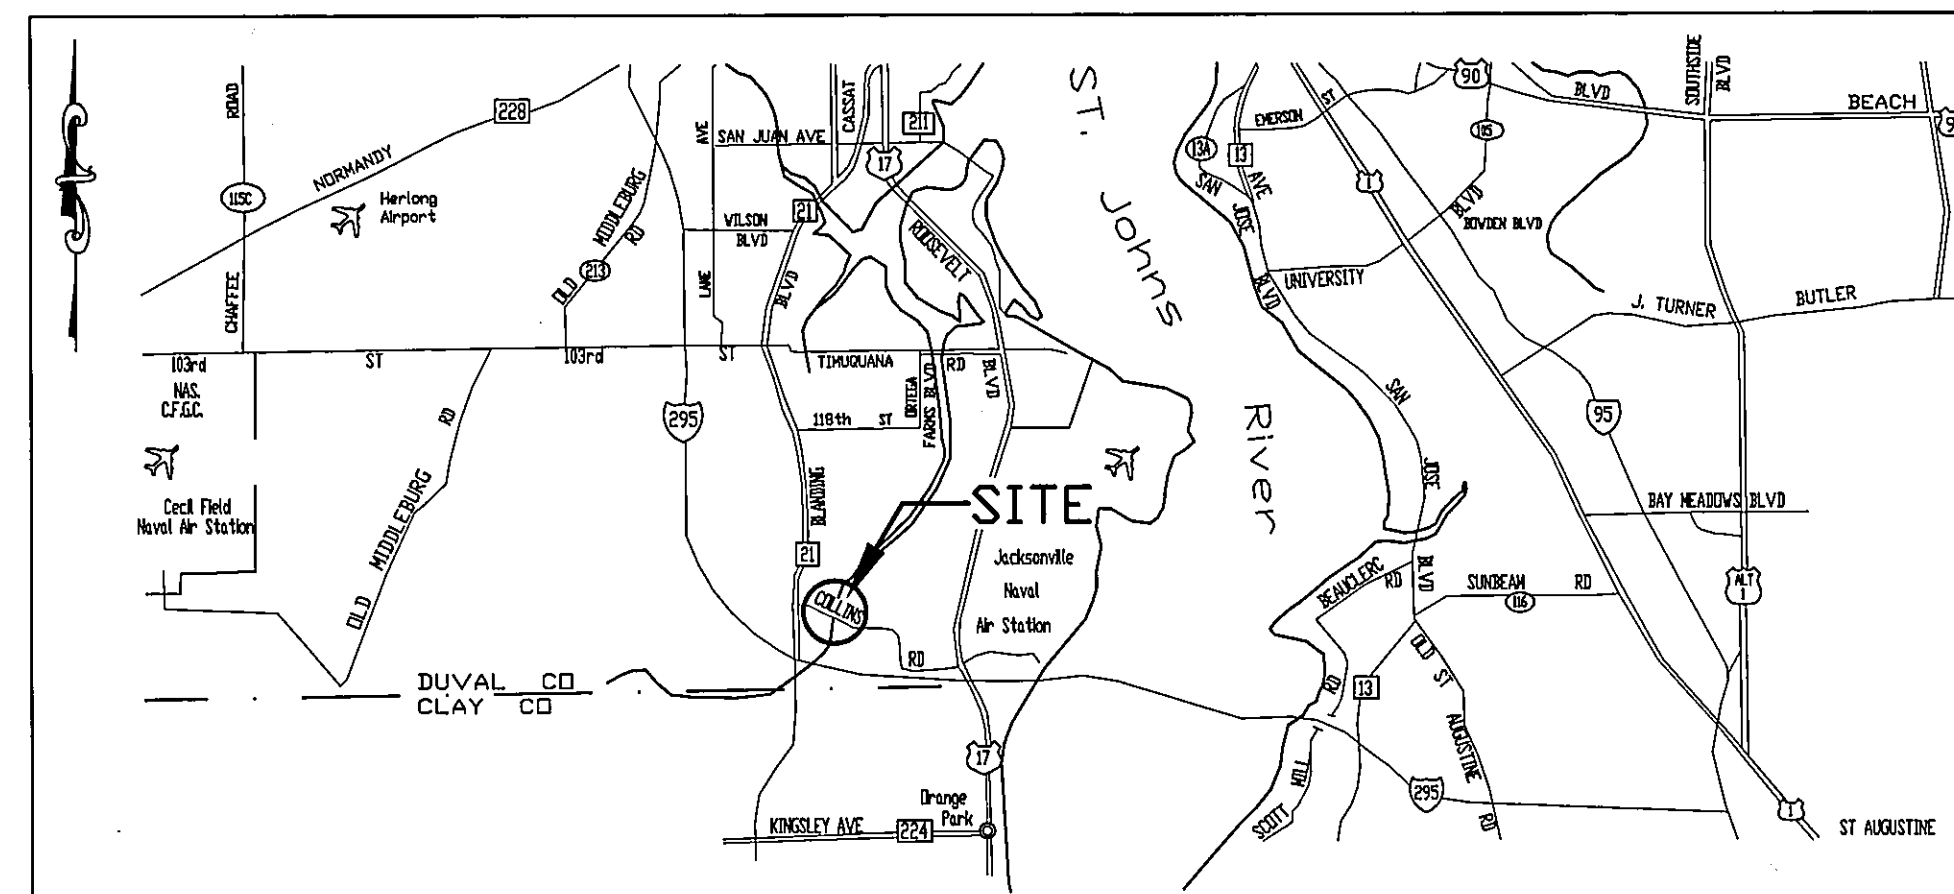 ROAD
CHAFFEE
115C
228
NORMANDY
Herlong
Airport
OLD
MIDDLEBURG
RD
213
AVE
LANE
SAN JUAN AVE
CASSAT
211
17
21
WILSON
BLVD
BLVD
ROOSEVELT
BLVD
103rd
ST
103rd
ST
TIMUQUANA
RD
NAS.
C.F.G.C.
Cecil Field
Naval Air Station
OLD
MIDDLEBURG
RD
295
118th ST
ORTEGA
FARMS BLVD
BLANDING
21
SITE
COLLINS
RD
Jacksonville
Naval
Air Station
DUVAL CO
CLAY CO
17
Orange
Park
KINGSLEY AVE
224
ST. Johns
River
13A
13
EMERSON
ST
SAN
JOSE
BLVD
AVE
90
BLVD
BEACH
SOUTHSIDE
BLVD
9
105
1
BLVD
BOWDEN BLVD
UNIVERSITY
J. TURNER
BUTLER
SAN
JOSE
BLVD
95
BAY MEADOWS BLVD
BEAUCLERC
RD
SUNBEAM
RD
116
ALT
1
OLD
ST
AUGUSTINE
RD
13
RD
SCOTT
MILL
295
1
ST AUGUSTINE